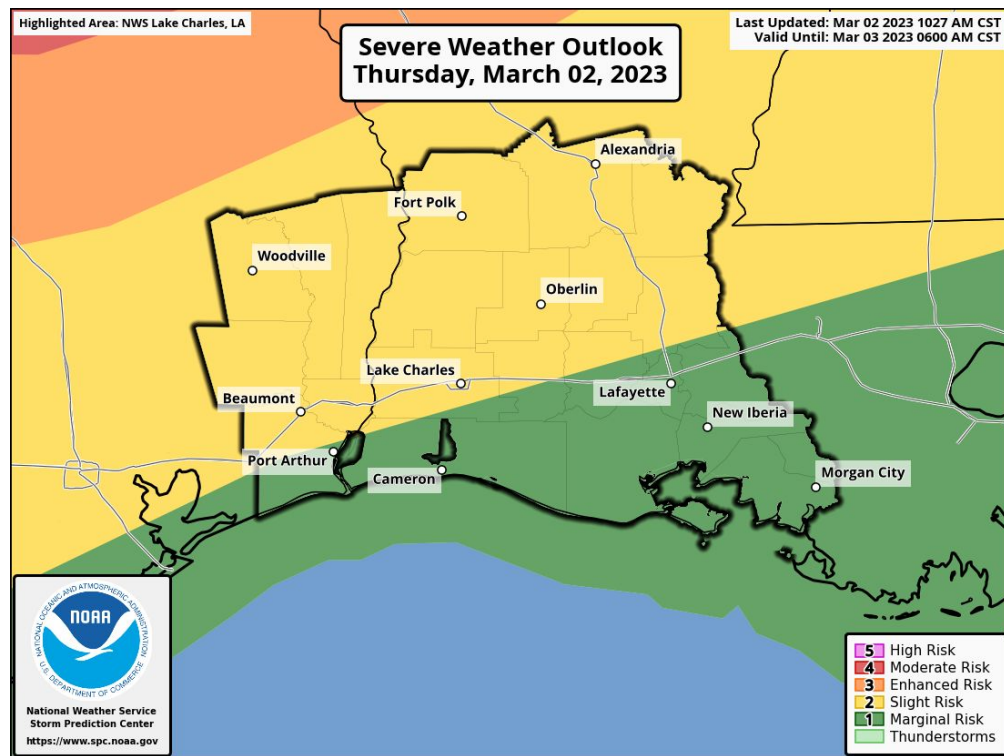 Highlighted Area: NWS Lake Charles, LA
Last Updated: Mar 02 2023 1027 AM CST
Valid Until: Mar 03 2023 0600 AM CST
Severe Weather Outlook
Thursday, March 02, 2023
Alexandria
Fort Polk
Woodville
Oberlin
Lake Charles
Beaumont
Lafayette
New Iberia
Port Arthur
Cameron
Morgan City
NATIONAL OCEANIC AND ATMOSPHERIC ADMINISTRATION
NOAA
U.S. DEPARTMENT OF COMMERCE
National Weather Service
Storm Prediction Center
https://www.spc.noaa.gov
5 High Risk
4 Moderate Risk
3 Enhanced Risk
2 Slight Risk
1 Marginal Risk
Thunderstorms